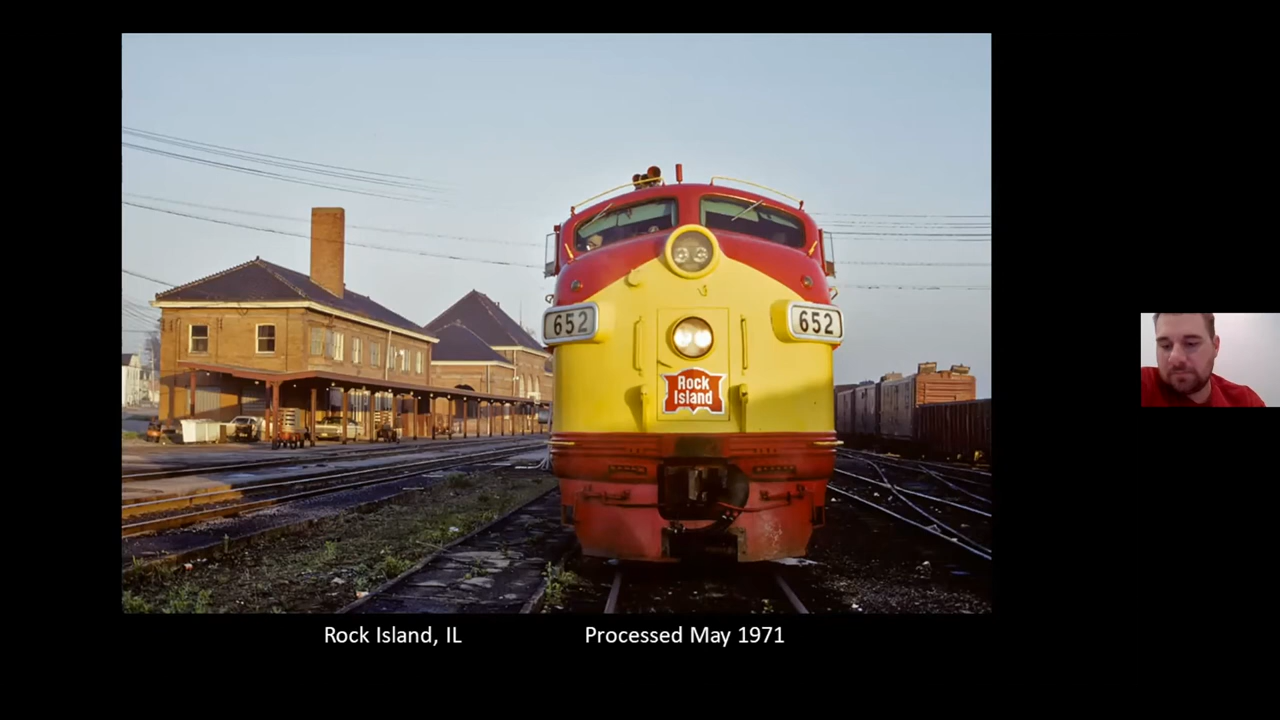 652
652
Rock
Island
Rock Island, IL
Processed May 1971